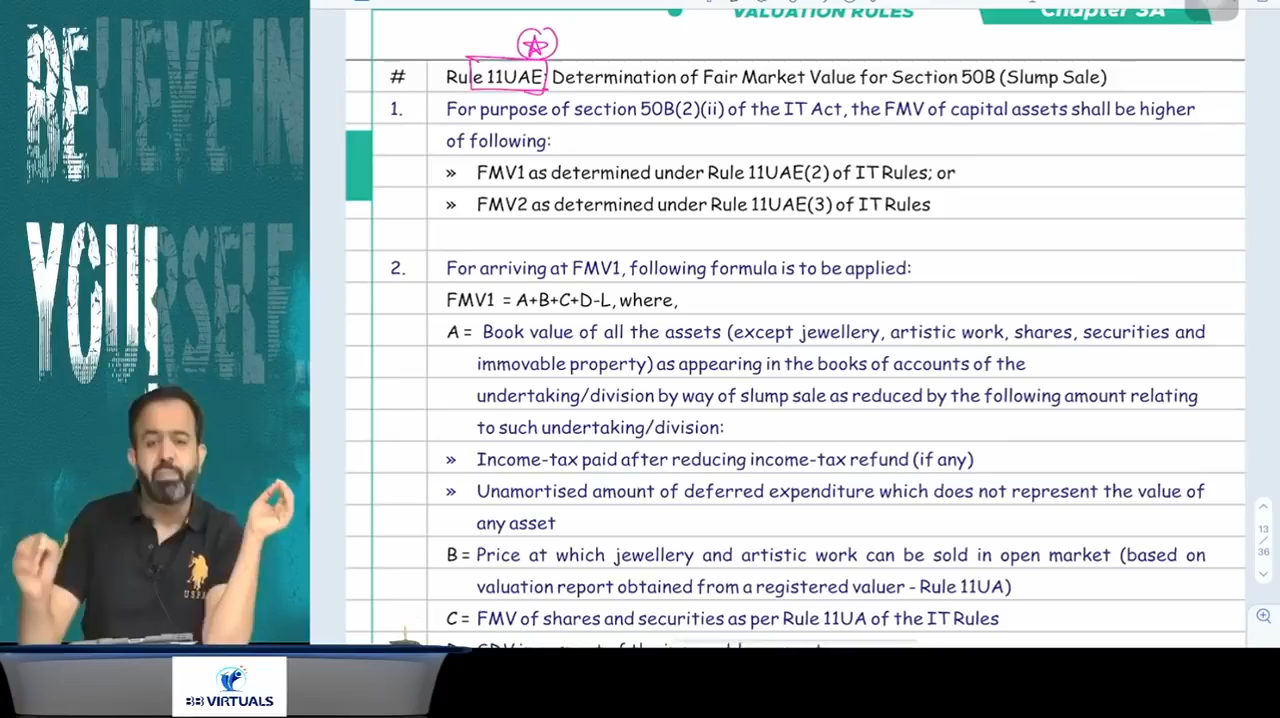 BELIEVE IN
YOURSELF
VALUATION RULES
Chapter 3A
# Rule 11UAE: Determination of Fair Market Value for Section 50B (Slump Sale)
1. For purpose of section 50B(2)(ii) of the IT Act, the FMV of capital assets shall be higher
of following:
» FMV1 as determined under Rule 11UAE(2) of IT Rules; or
» FMV2 as determined under Rule 11UAE(3) of IT Rules
2. For arriving at FMV1, following formula is to be applied:
FMV1 = A+B+C+D-L, where,
A = Book value of all the assets (except jewellery, artistic work, shares, securities and
immovable property) as appearing in the books of accounts of the
undertaking/division by way of slump sale as reduced by the following amount relating
to such undertaking/division:
» Income-tax paid after reducing income-tax refund (if any)
» Unamortised amount of deferred expenditure which does not represent the value of
any asset
B = Price at which jewellery and artistic work can be sold in open market (based on
valuation report obtained from a registered valuer - Rule 11UA)
C = FMV of shares and securities as per Rule 11UA of the IT Rules
13
/
36
USPA
BB VIRTUALS